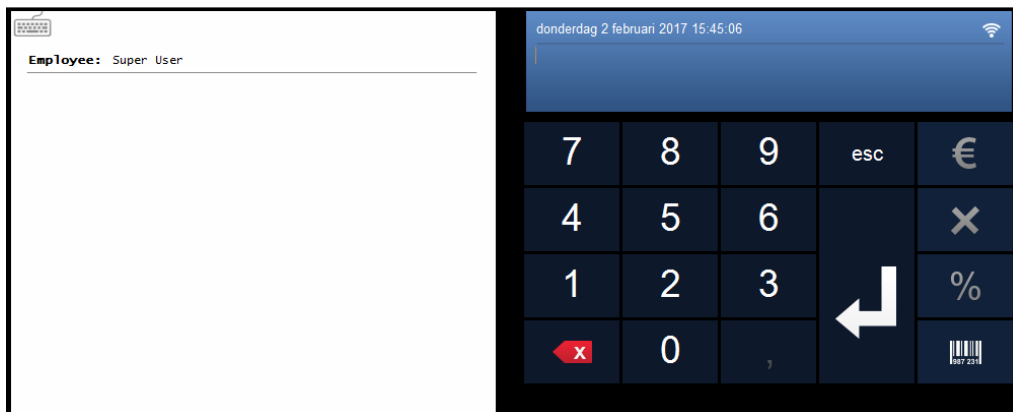 Employee: Super User
donderdag 2 februari 2017 15:45:06
7 8 9 esc €
4 5 6 ×
1 2 3 %
X 0 ,
987 231